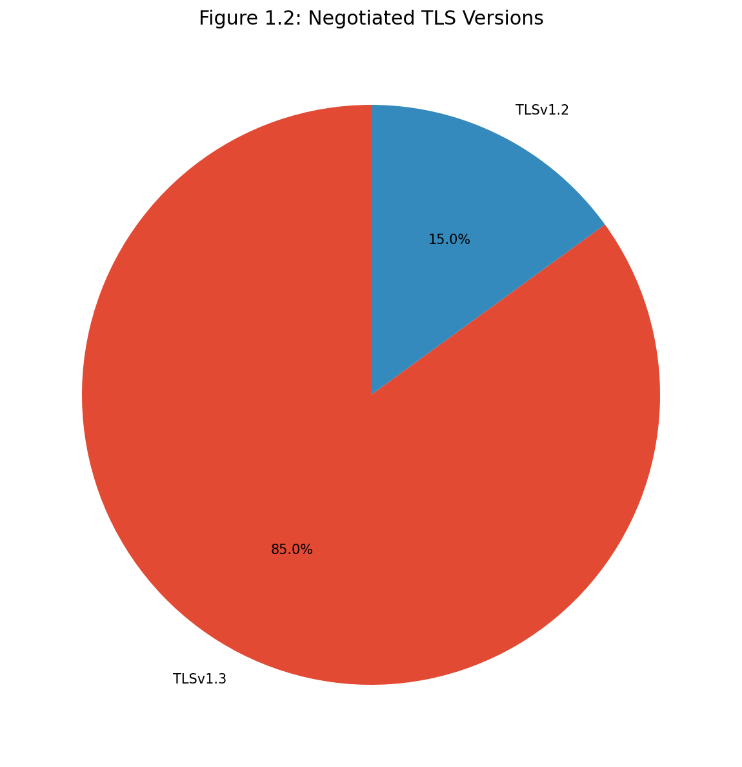 Figure 1.2: Negotiated TLS Versions
TLSv1.2
15.0%
85.0%
TLSv1.3